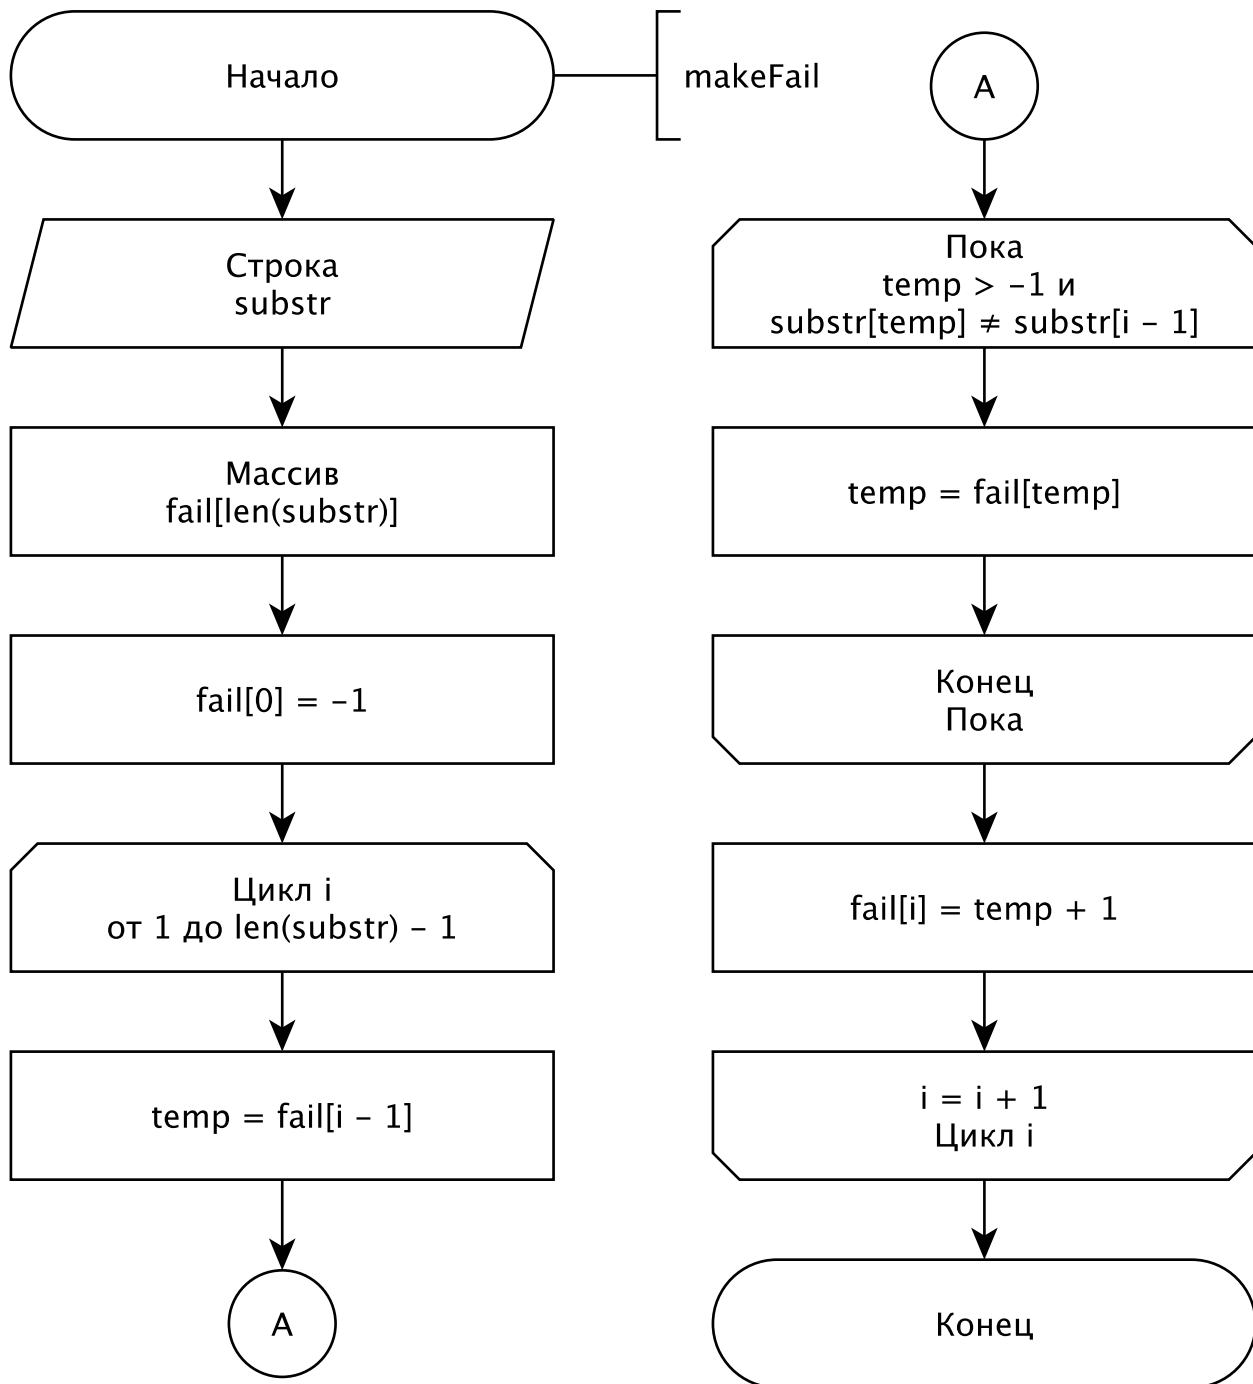 Начало
makeFail
Строка
substr
Массив
fail[len(substr)]
fail[0] = –1
Цикл i
от 1 до len(substr) – 1
temp = fail[i – 1]
A
A
Пока
temp > –1 и
substr[temp] ≠ substr[i – 1]
temp = fail[temp]
Конец
Пока
fail[i] = temp + 1
i = i + 1
Цикл i
Конец